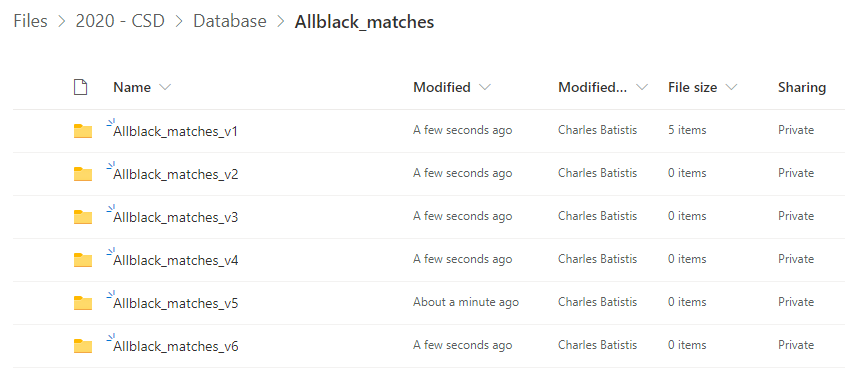 Files > 2020 - CSD > Database > Allblack_matches
Name Modified Modified... File size Sharing
Allblack_matches_v1 A few seconds ago Charles Batistis 5 items Private
Allblack_matches_v2 A few seconds ago Charles Batistis 0 items Private
Allblack_matches_v3 A few seconds ago Charles Batistis 0 items Private
Allblack_matches_v4 A few seconds ago Charles Batistis 0 items Private
Allblack_matches_v5 About a minute ago Charles Batistis 0 items Private
Allblack_matches_v6 A few seconds ago Charles Batistis 0 items Private